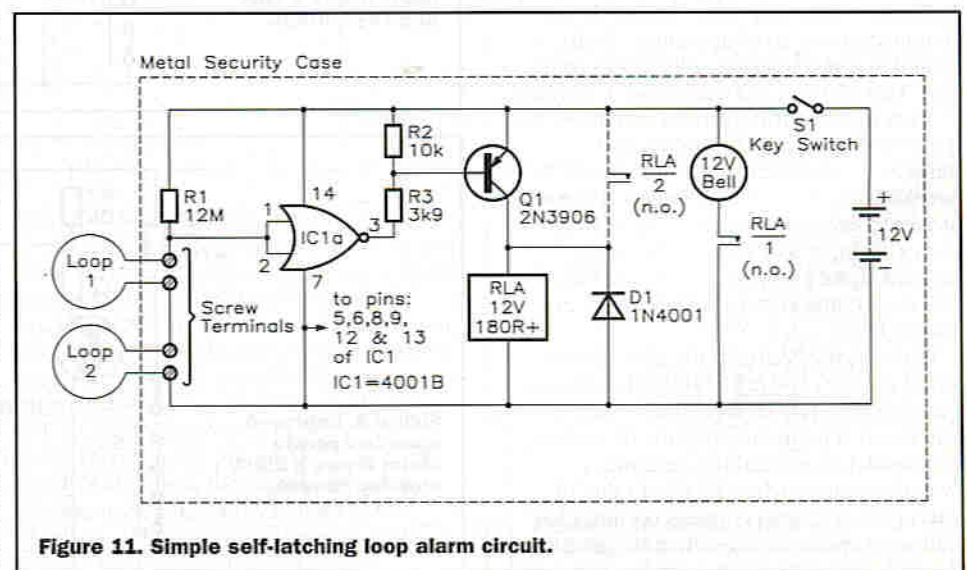 Metal Security Case
S1
Key Switch
R2
10k
R1
12M
14
1
2
IC1a
3
7
R3
3k9
Q1
2N3906
RLA
2
(n.o.)
12V
Bell
RLA
1
(n.o.)
+
12V
−
Loop
1
Loop
2
Screw
Terminals
to pins:
5,6,8,9,
12 & 13
of IC1
IC1=4001B
RLA
12V
180R+
D1
1N4001
Figure 11. Simple self-latching loop alarm circuit.